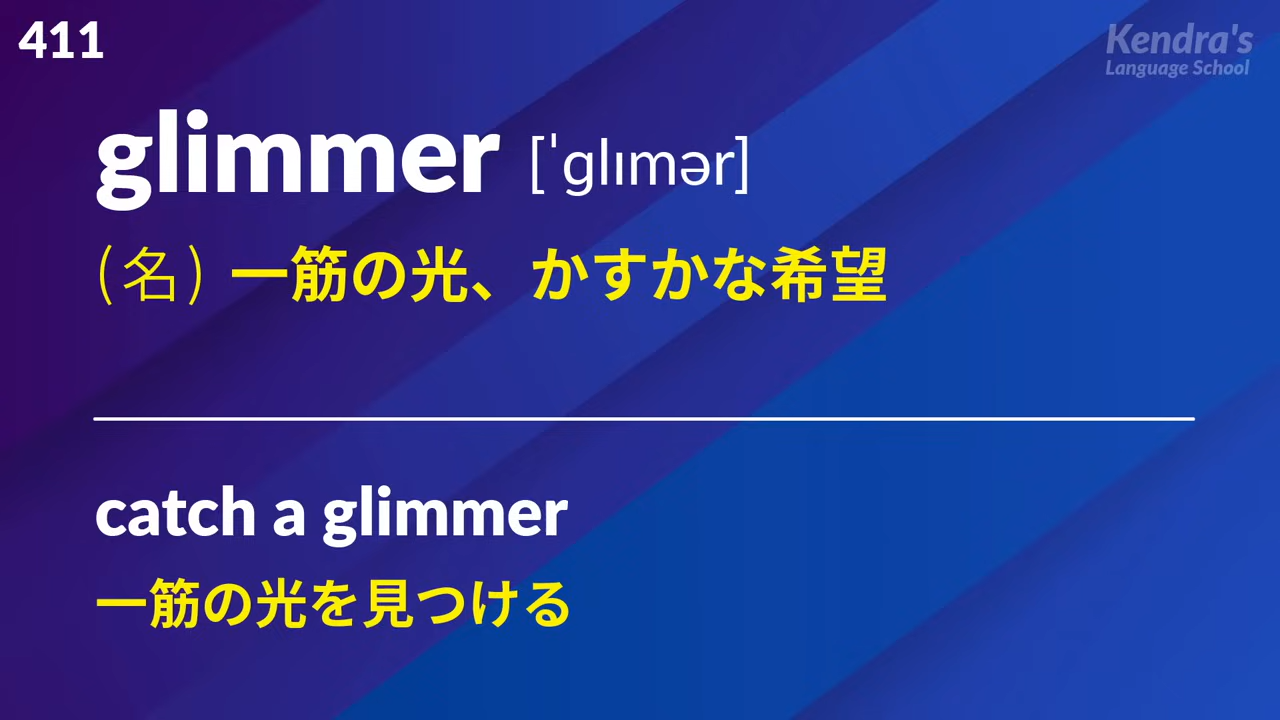 411
Kendra's
Language School
glimmer [ˈglımər]
(名) 一筋の光、かすかな希望
catch a glimmer
一筋の光を見つける